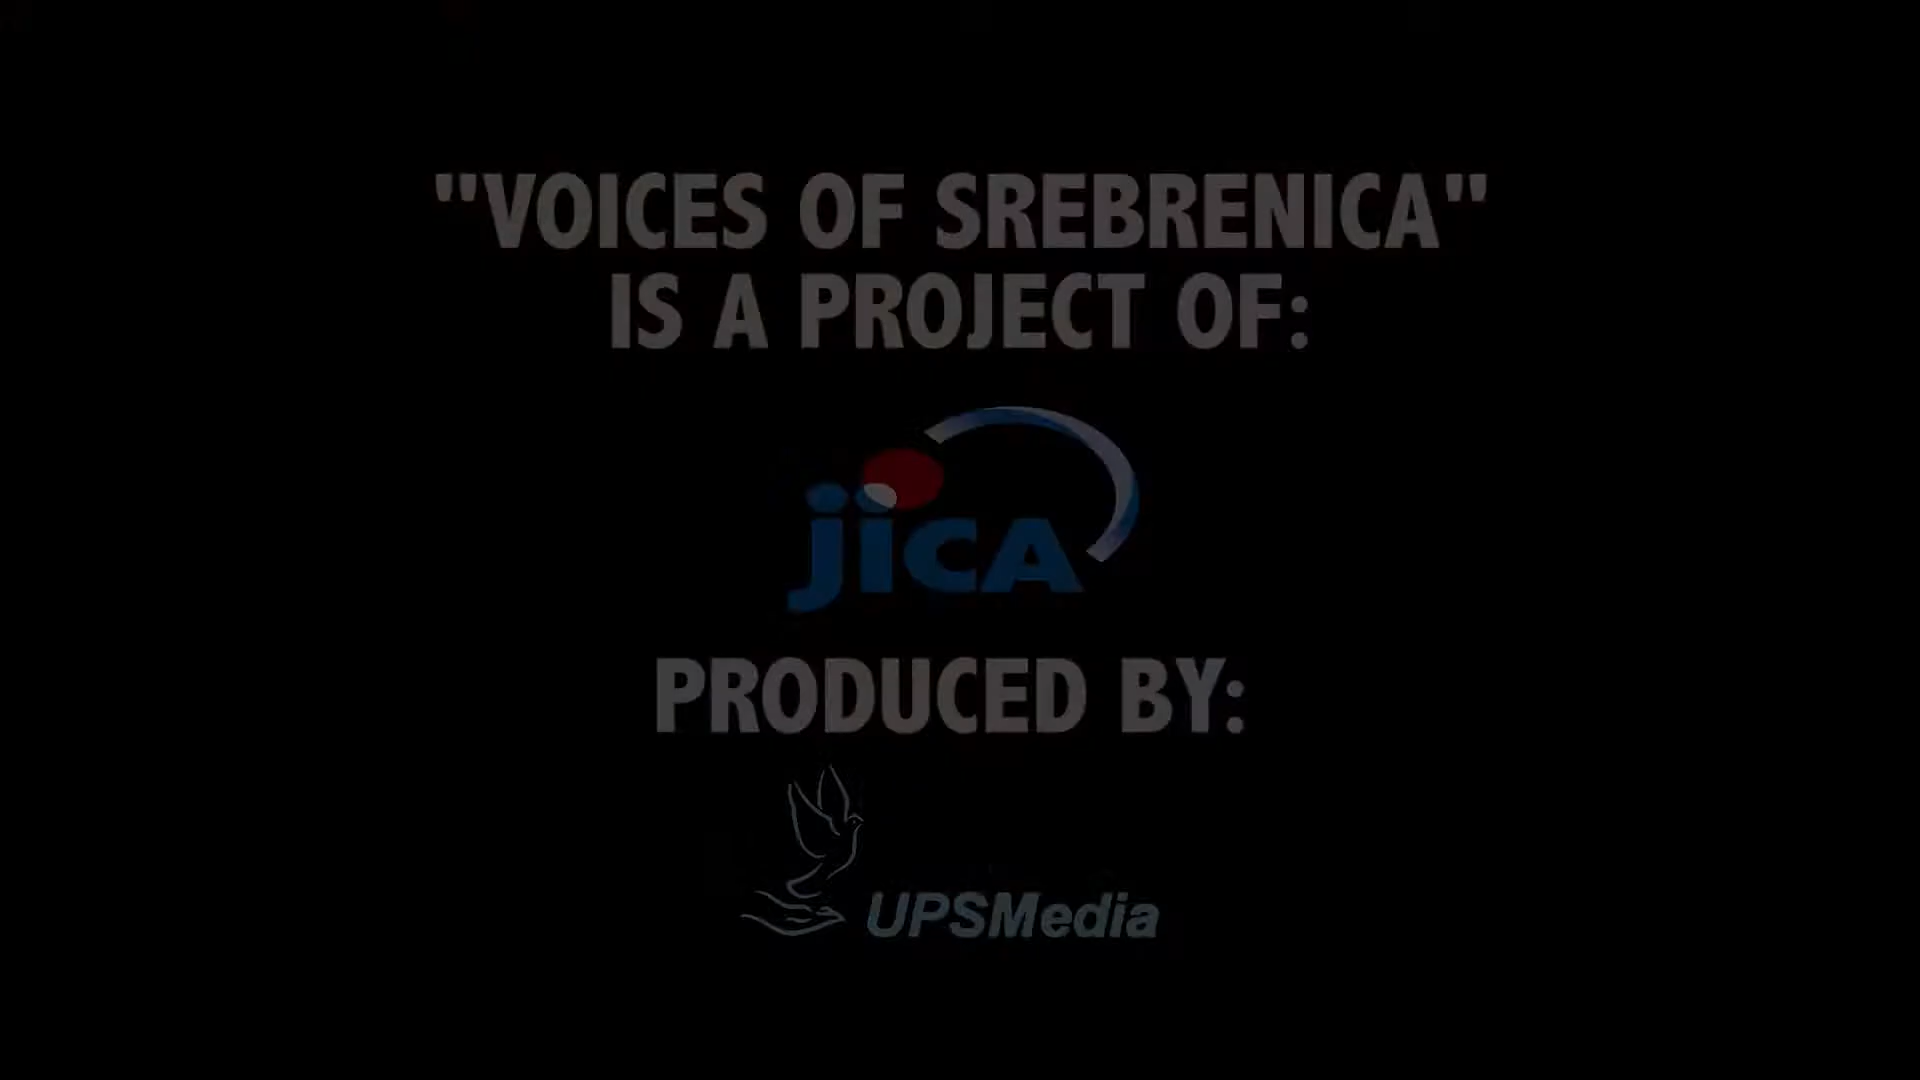 "VOICES OF SREBRENICA"
IS A PROJECT OF:
jica
PRODUCED BY:
UPSMedia